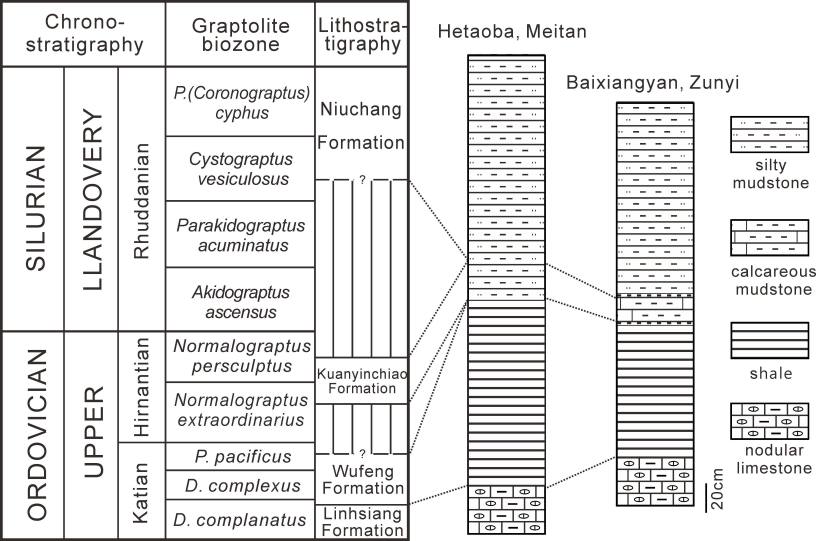 Chrono-
stratigraphy
Graptolite
biozone
Lithostra-
tigraphy
SILURIAN
LLANDOVERY
Rhuddanian
P.(Coronograptus)
cyphus
Cystograptus
vesiculosus
Parakidograptus
acuminatus
Akidograptus
ascensus
Niuchang
Formation
?
ORDOVICIAN
UPPER
Hirnantian
Katian
Normalograptus
persculptus
Normalograptus
extraordinarius
P. pacificus
D. complexus
D. complanatus
Kuanyinchiao
Formation
?
Wufeng
Formation
Linhsiang
Formation
Hetaoba, Meitan
Baixiangyan, Zunyi
20cm
silty
mudstone
calcareous
mudstone
shale
nodular
limestone